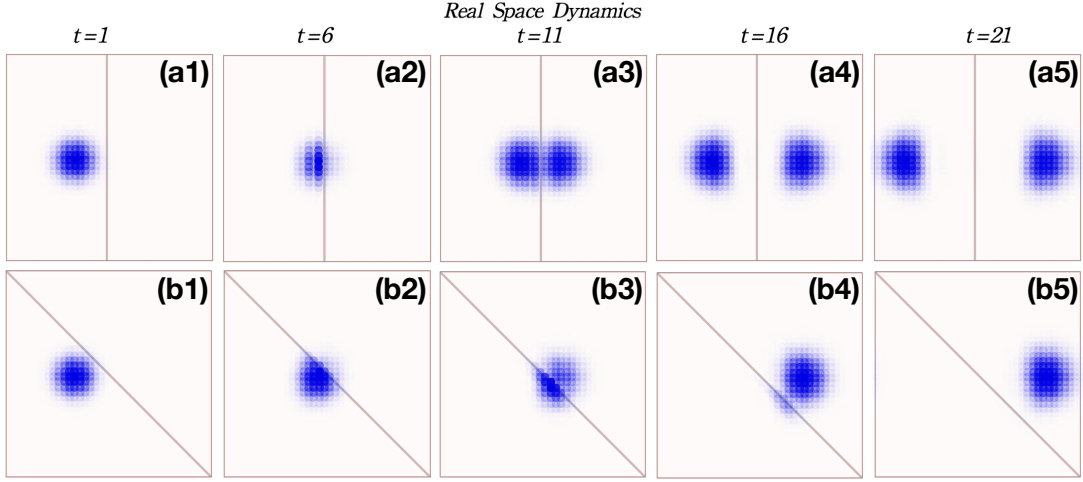 Real Space Dynamics
t=1 t=6 t=11 t=16 t=21
(a1) (a2) (a3) (a4) (a5)
(b1) (b2) (b3) (b4) (b5)